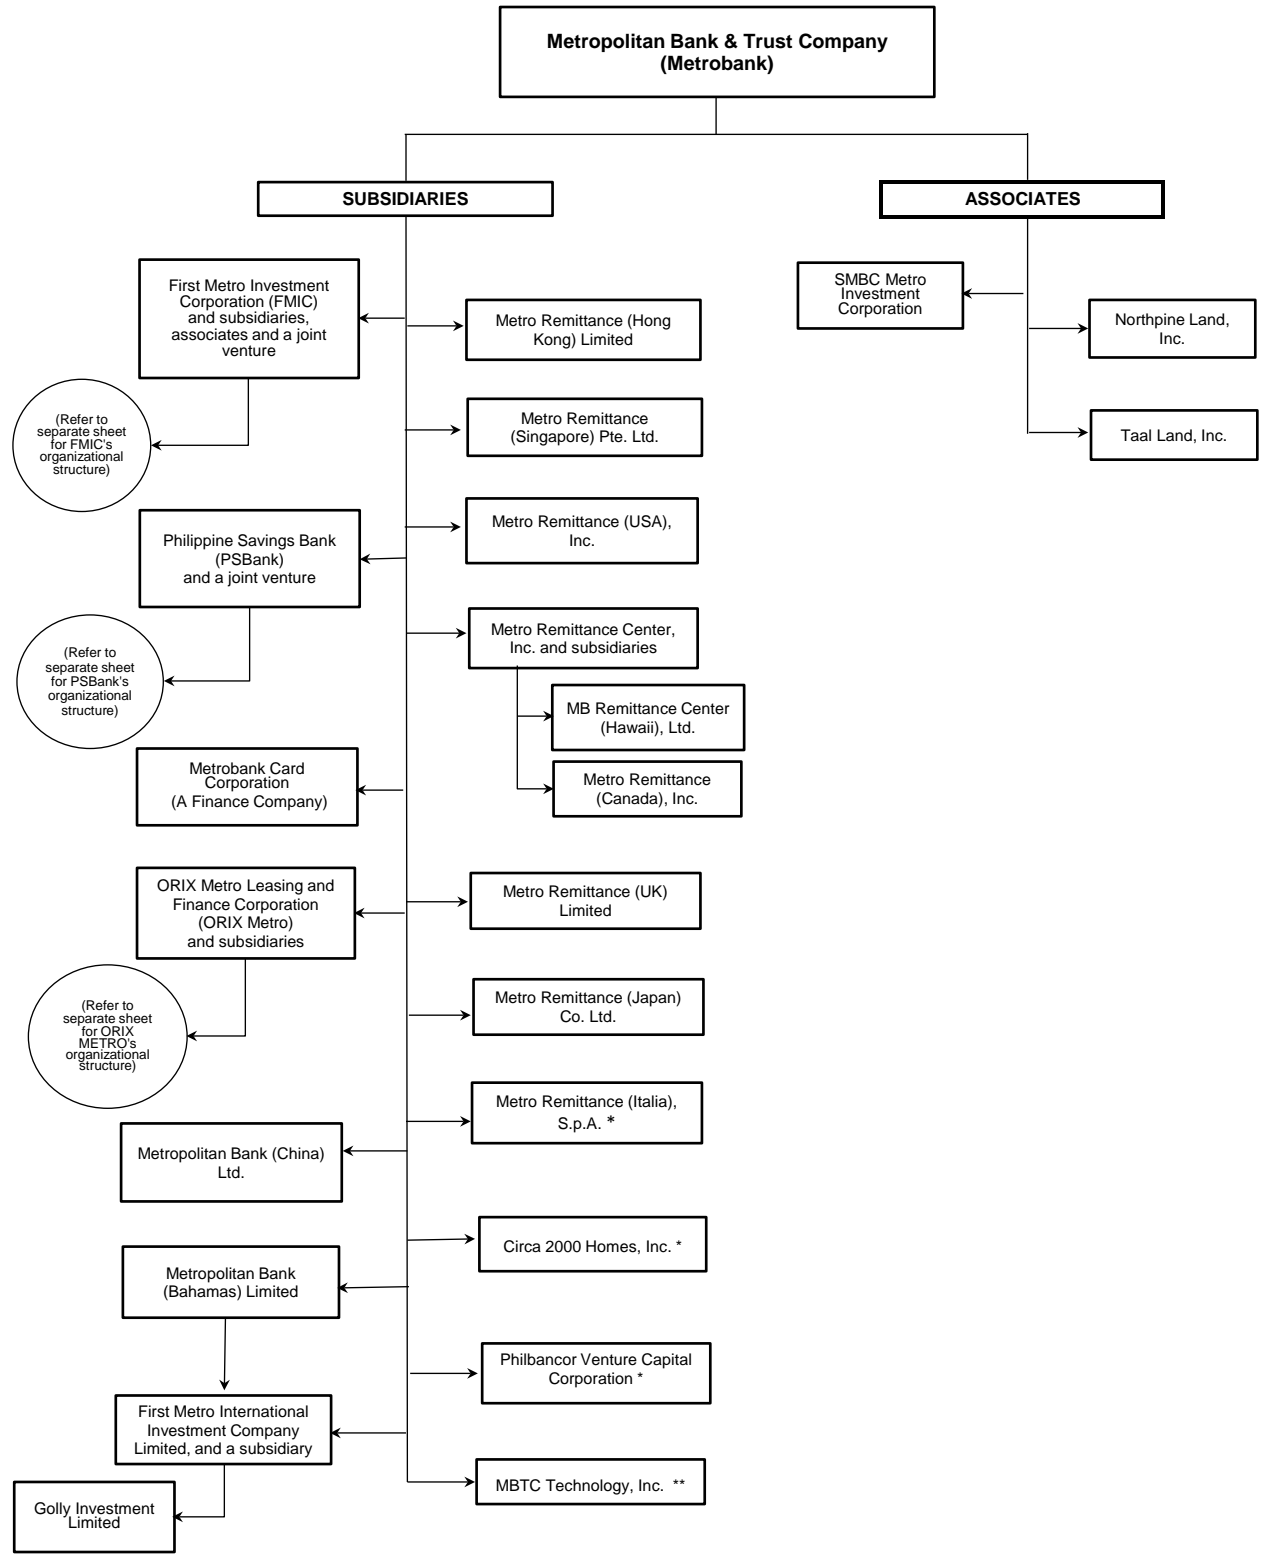 Metropolitan Bank & Trust Company
(Metrobank)
SUBSIDIARIES
ASSOCIATES
First Metro Investment
Corporation (FMIC)
and subsidiaries,
associates and a joint
venture
(Refer to
separate sheet
for FMIC's
organizational
structure)
Metro Remittance (Hong
Kong) Limited
SMBC Metro
Investment
Corporation
Northpine Land,
Inc.
Metro Remittance
(Singapore) Pte. Ltd.
Taal Land, Inc.
Metro Remittance (USA),
Inc.
Philippine Savings Bank
(PSBank)
and a joint venture
(Refer to
separate sheet
for PSBank's
organizational
structure)
Metro Remittance Center,
Inc. and subsidiaries
MB Remittance Center
(Hawaii), Ltd.
Metro Remittance
(Canada), Inc.
Metrobank Card
Corporation
(A Finance Company)
ORIX Metro Leasing and
Finance Corporation
(ORIX Metro)
and subsidiaries
(Refer to
separate sheet
for ORIX
METRO's
organizational
structure)
Metro Remittance (UK)
Limited
Metro Remittance (Japan)
Co. Ltd.
Metro Remittance (Italia),
S.p.A. *
Metropolitan Bank (China)
Ltd.
Circa 2000 Homes, Inc. *
Metropolitan Bank
(Bahamas) Limited
Philbancor Venture Capital
Corporation *
First Metro International
Investment Company
Limited, and a subsidiary
MBTC Technology, Inc. **
Golly Investment
Limited